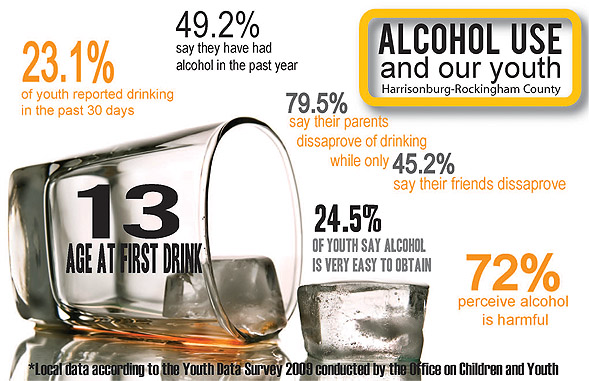 49.2%
say they have had
alcohol in the past year
23.1%
of youth reported drinking
in the past 30 days
ALCOHOL USE
and our youth
Harrisonburg-Rockingham County
79.5%
say their parents
dissaprove of drinking
while only 45.2%
say their friends dissaprove
13
AGE AT FIRST DRINK
24.5%
OF YOUTH SAY ALCOHOL
IS VERY EASY TO OBTAIN
72%
perceive alcohol
is harmful
*Local data according to the Youth Data Survey 2009 conducted by the Office on Children and Youth